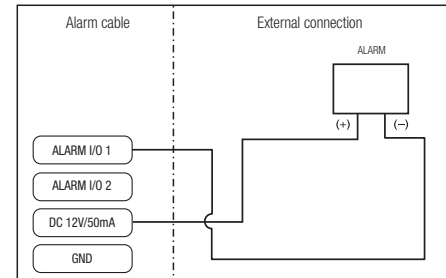 Alarm cable
External connection
ALARM
(+)
(−)
ALARM I/O 1
ALARM I/O 2
DC 12V/50mA
GND